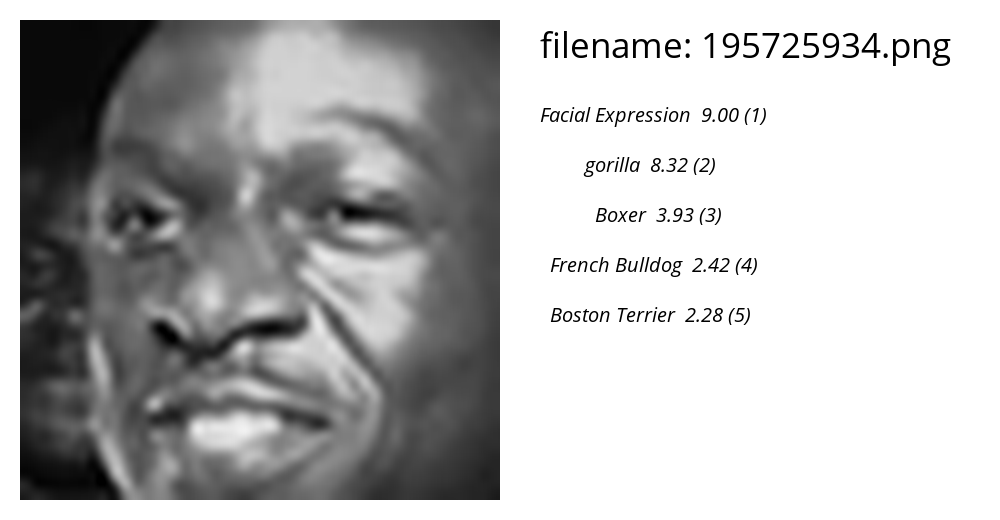 filename: 195725934.png
Facial Expression 9.00 (1)
gorilla 8.32 (2)
Boxer 3.93 (3)
French Bulldog 2.42 (4)
Boston Terrier 2.28 (5)